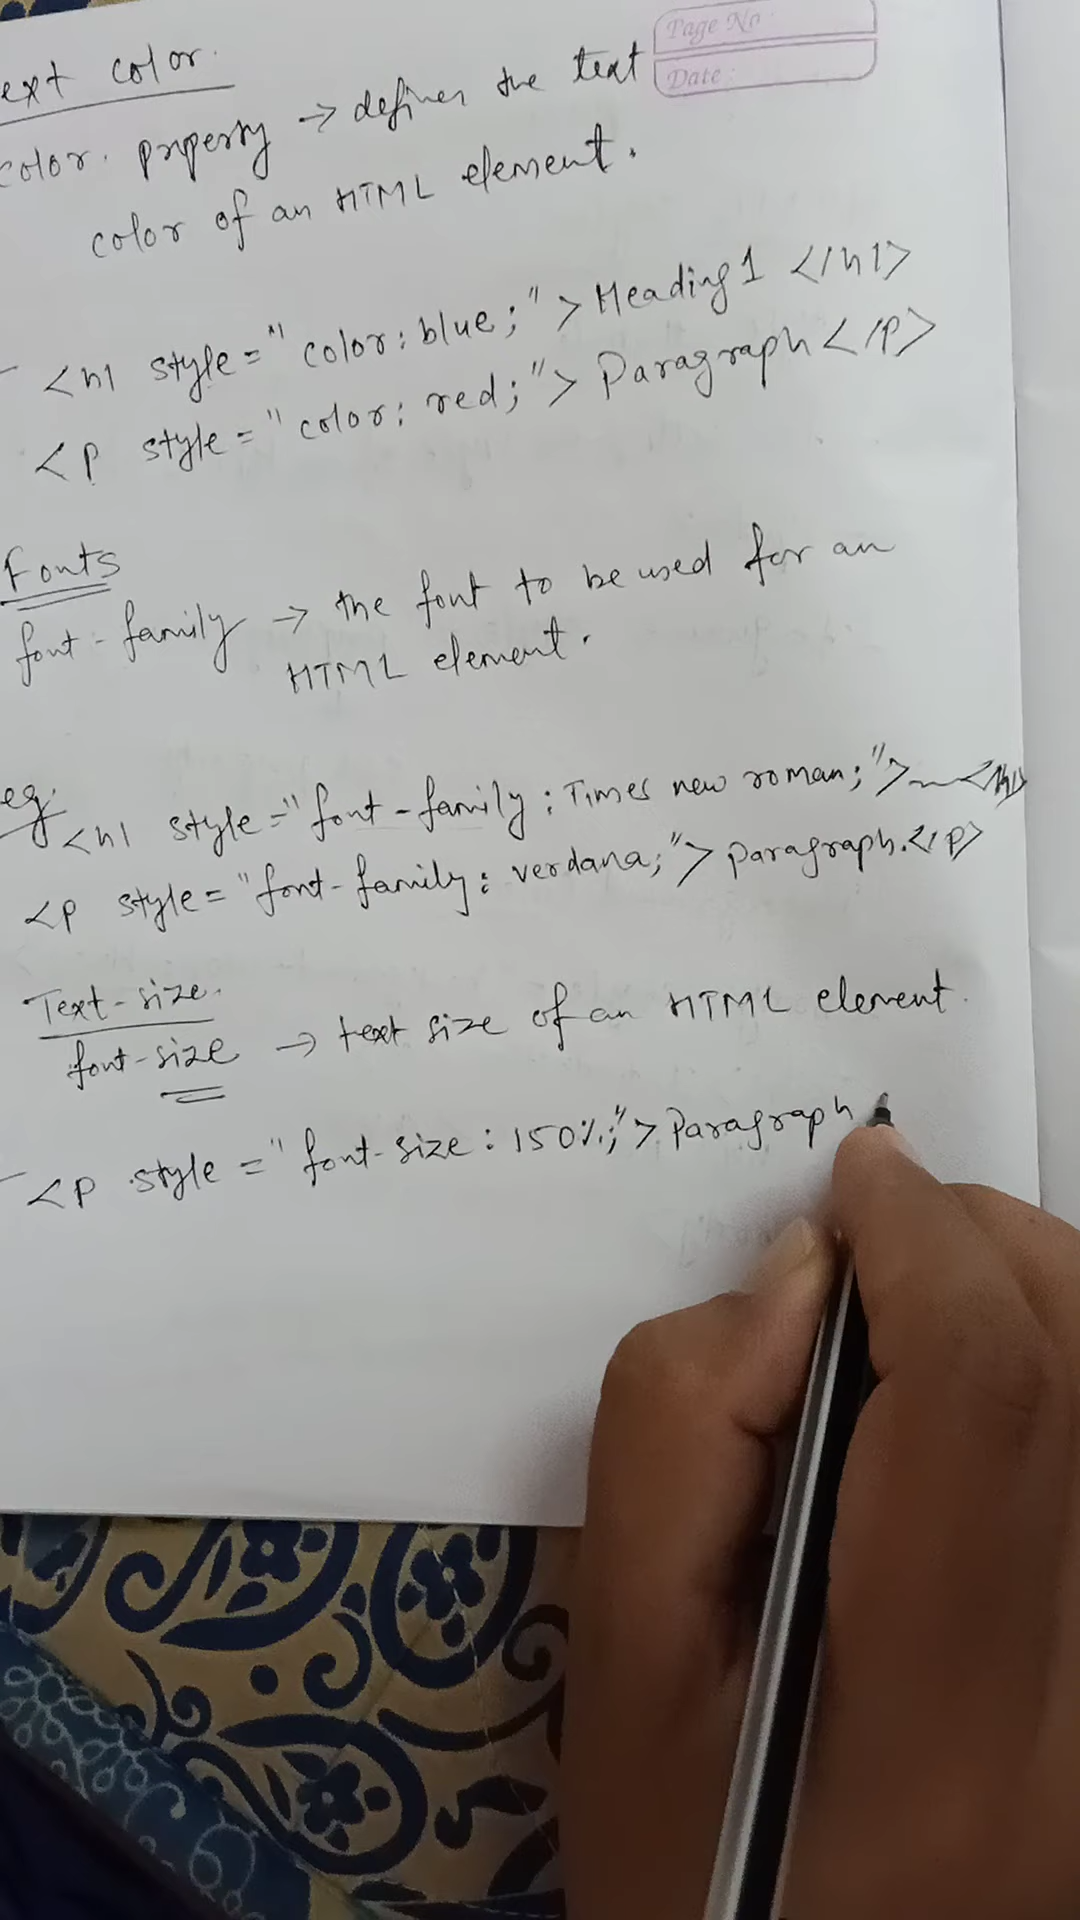 Page No
Date:
ext color.
color. property → defines the text
color of an HTML element.
<h1 style="color:blue;">Heading1 </h1>
<p style="color: red;">Paragraph</p>
Fonts
font-family → the font to be used for an
HTML element.
eg.
<h1 style="font-family: Times new roman;"> </h1>
<p style="font-family: verdana;">paragraph.</p>
Text-size.
font-size → text size of an HTML element.
<p style="font-size:150%;">Paragraph